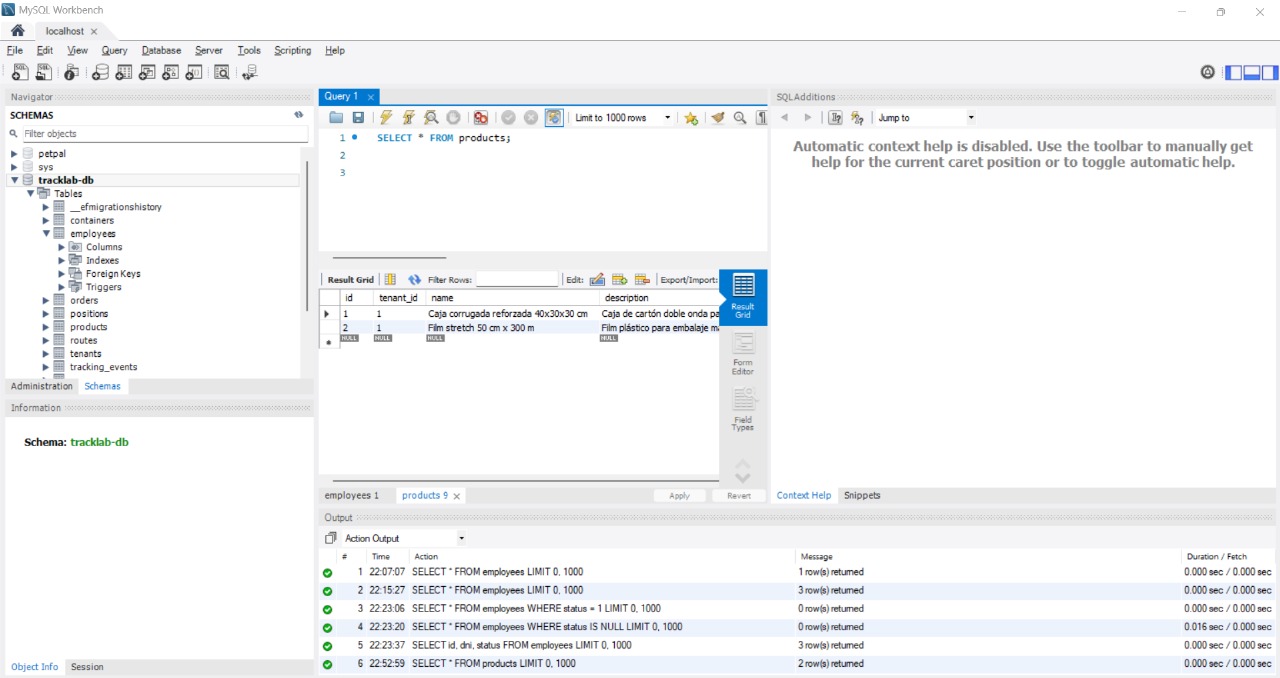 MySQL Workbench
localhost
File Edit View Query Database Server Tools Scripting Help
Navigator
SCHEMAS
Filter objects
petpal
sys
tracklab-db
Tables
__efmigrationshistory
containers
employees
Columns
Indexes
Foreign Keys
Triggers
orders
positions
products
routes
tenants
tracking_events
Administration Schemas
Information
Schema: tracklab-db
Object Info Session
Query 1
Limit to 1000 rows
1 SELECT * FROM products;
2
3
Result Grid Filter Rows: Edit: Export/Import:
id tenant_id name description
1 1 Caja corrugada reforzada 40x30x30 cm Caja de cartón doble onda pa
2 1 Film stretch 50 cm x 300 m Film plástico para embalaje m
NULL NULL NULL NULL
Result Grid
Form Editor
Field Types
employees 1 products 9 Apply Revert
SQLAdditions
Jump to
Automatic context help is disabled. Use the toolbar to manually get
help for the current caret position or to toggle automatic help.
Context Help Snippets
Output
Action Output
# Time Action Message Duration / Fetch
1 22:07:07 SELECT * FROM employees LIMIT 0, 1000 1 row(s) returned 0.000 sec / 0.000 sec
2 22:15:27 SELECT * FROM employees LIMIT 0, 1000 3 row(s) returned 0.000 sec / 0.000 sec
3 22:23:06 SELECT * FROM employees WHERE status = 1 LIMIT 0, 1000 0 row(s) returned 0.000 sec / 0.000 sec
4 22:23:20 SELECT * FROM employees WHERE status IS NULL LIMIT 0, 1000 0 row(s) returned 0.016 sec / 0.000 sec
5 22:23:37 SELECT id, dni, status FROM employees LIMIT 0, 1000 3 row(s) returned 0.000 sec / 0.000 sec
6 22:52:59 SELECT * FROM products LIMIT 0, 1000 2 row(s) returned 0.000 sec / 0.000 sec